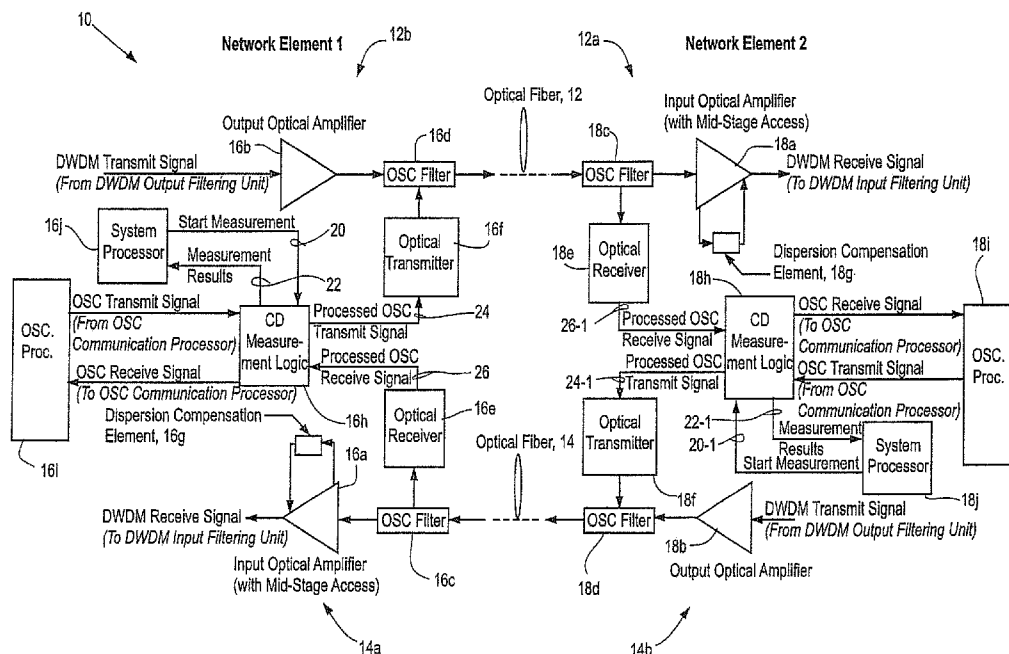 10
Network Element 1
12b
12a
Network Element 2
Optical Fiber, 12
Input Optical Amplifier
(with Mid-Stage Access)
Output Optical Amplifier
16b
16d
18c
18a
DWDM Transmit Signal
(From DWDM Output Filtering Unit)
OSC Filter
OSC Filter
DWDM Receive Signal
(To DWDM Input Filtering Unit)
16j
System
Processor
Start Measurement
20
Measurement
Results
22
Optical
Transmitter
16f
18e
Optical
Receiver
Dispersion Compensation
Element, 18g
18h
18i
OSC.
Proc.
OSC Transmit Signal
(From OSC
Communication Processor)
OSC Receive Signal
(To OSC Communication Processor)
CD
Measure-
ment Logic
Processed OSC
Transmit Signal
24
Processed OSC
Receive Signal
26
16h
16e
Optical
Receiver
Dispersion Compensation
Element, 16g
16i
16a
26-1
Processed OSC
Receive Signal
Processed OSC
Transmit Signal
24-1
CD
Measure-
ment Logic
OSC Receive Signal
(To OSC
Communication Processor)
OSC Transmit Signal
(From OSC
Communication Processor)
OSC.
Proc.
22-1
20-1
Measurement
Results
Start Measurement
System
Processor
18j
Optical
Transmitter
18f
Optical Fiber, 14
DWDM Receive Signal
(To DWDM Input Filtering Unit)
OSC Filter
16c
OSC Filter
18d
18b
DWDM Transmit Signal
(From DWDM Output Filtering Unit)
Input Optical Amplifier
(with Mid-Stage Access)
Output Optical Amplifier
14a
14b